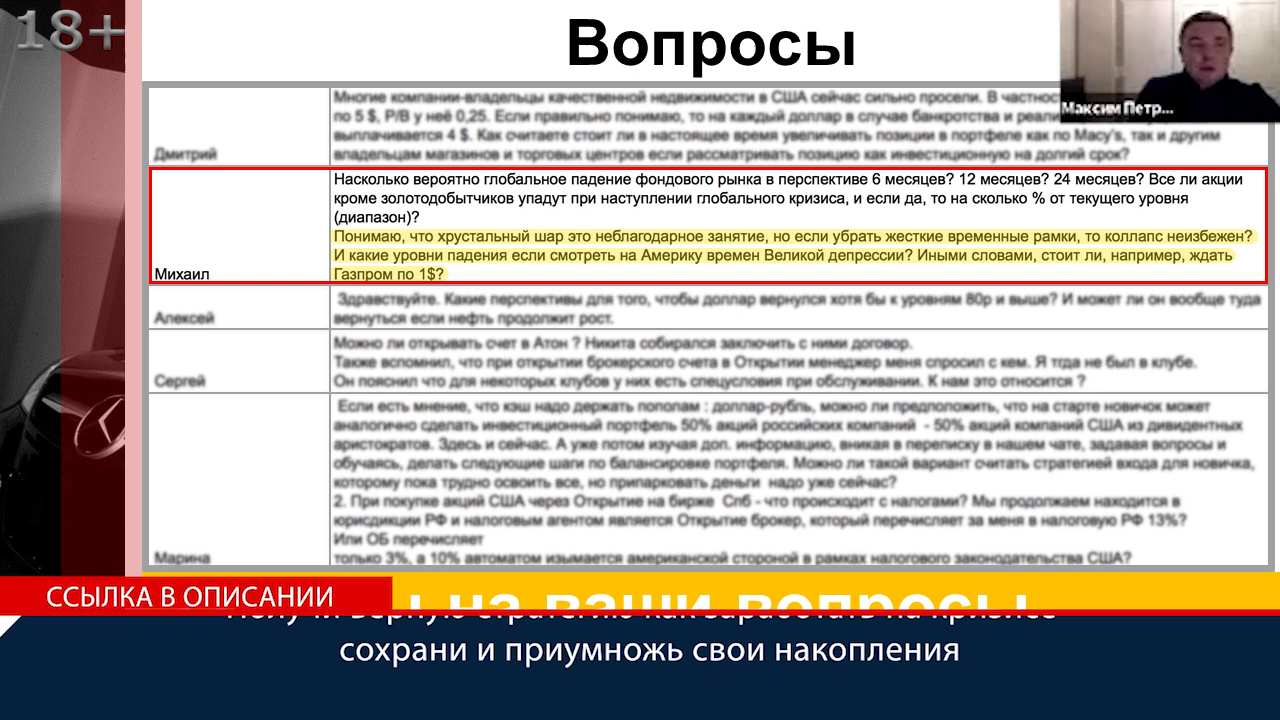 18+
Вопросы
Максим Петр...
Многие компании-владельцы качественной недвижимости в США сейчас сильно просели. В частнос
по 5 $, P/B у неё 0,25. Если правильно понимаю, то на каждый доллар в случае банкротства и реали
выплачивается 4 $. Как считаете стоит ли в настоящее время увеличивать позиции в портфеле как по Macy's, так и другим
Дмитрий владельцам магазинов и торговых центров если рассматривать позицию как инвестиционную на долгий срок?
Насколько вероятно глобальное падение фондового рынка в перспективе 6 месяцев? 12 месяцев? 24 месяцев? Все ли акции
кроме золотодобытчиков упадут при наступлении глобального кризиса, и если да, то на сколько % от текущего уровня
(диапазон)?
Понимаю, что хрустальный шар это неблагодарное занятие, но если убрать жесткие временные рамки, то коллапс неизбежен?
И какие уровни падения если смотреть на Америку времен Великой депрессии? Иными словами, стоит ли, например, ждать
Михаил Газпром по 1$?
Здравствуйте. Какие перспективы для того, чтобы доллар вернулся хотя бы к уровням 80р и выше? И может ли он вообще туда
Алексей вернуться если нефть продолжит рост.
Можно ли открывать счет в Атон ? Никита собирался заключить с ними договор.
Также вспомнил, что при открытии брокерского счета в Открытии менеджер меня спросил с кем. Я тгда не был в клубе.
Сергей Он пояснил что для некоторых клубов у них есть спецусловия при обслуживании. К нам это относится ?
Если есть мнение, что кэш надо держать пополам : доллар-рубль, можно ли предположить, что на старте новичок может
аналогично сделать инвестиционный портфель 50% акций российских компаний - 50% акций компаний США из дивидентных
аристократов. Здесь и сейчас. А уже потом изучая доп. информацию, вникая в переписку в нашем чате, задавая вопросы и
обучаясь, делать следующие шаги по балансировке портфеля. Можно ли такой вариант считать стратегией входа для новичка,
которому пока трудно освоить все, но припарковать деньги надо уже сейчас?
2. При покупке акций США через Открытие на бирже Спб - что происходит с налогами? Мы продолжаем находится в
юрисдикции РФ и налоговым агентом является Открытие брокер, который перечисляет за меня в налоговую РФ 13%?
Или ОБ перечисляет
Марина только 3%, а 10% автоматом изымается американской стороной в рамках налогового законодательства США?
ССЫЛКА В ОПИСАНИИ
ы на ваши вопросы
Получи верную стратегию как заработать на кризисе
сохрани и приумножь свои накопления